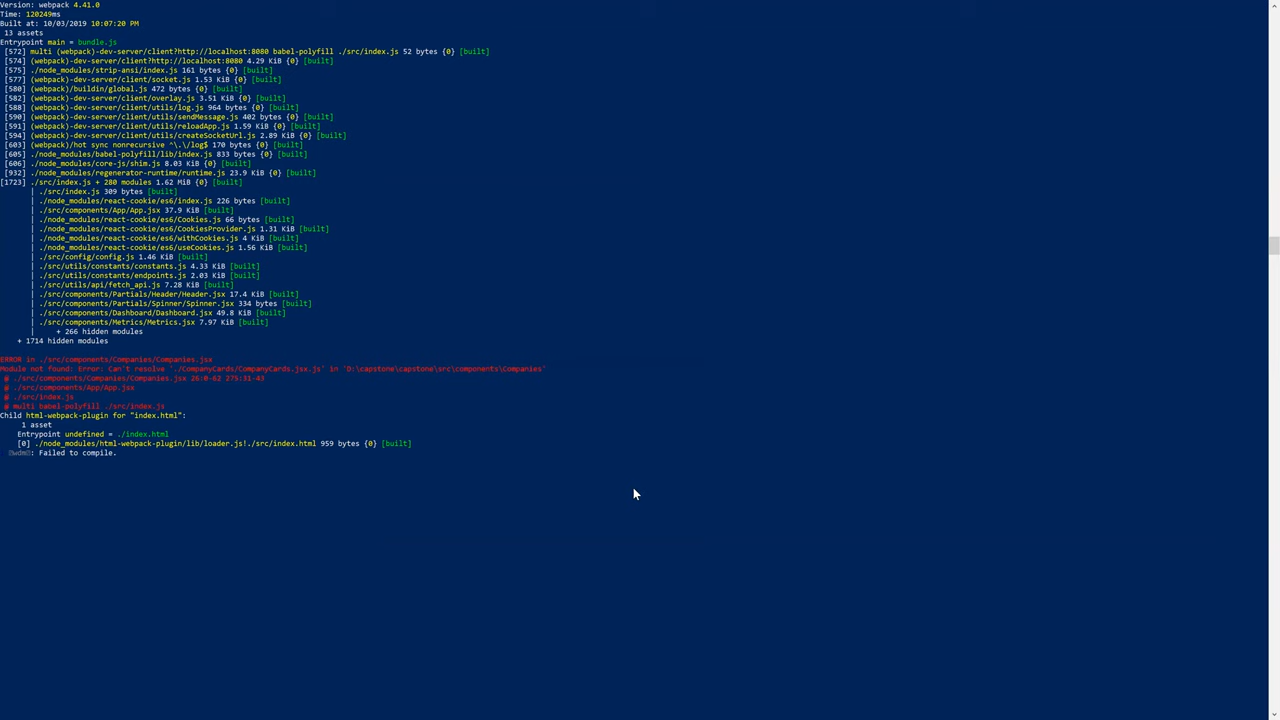 Version: webpack 4.41.0
Time: 120249ms
Built at: 10/03/2019 10:07:20 PM
13 assets
Entrypoint main = bundle.js
[572] multi (webpack)-dev-server/client?http://localhost:8080 babel-polyfill ./src/index.js 52 bytes {0} [built]
[574] (webpack)-dev-server/client?http://localhost:8080 4.29 KiB {0} [built]
[575] ./node_modules/strip-ansi/index.js 161 bytes {0} [built]
[577] (webpack)-dev-server/client/socket.js 1.53 KiB {0} [built]
[580] (webpack)/buildin/global.js 472 bytes {0} [built]
[582] (webpack)-dev-server/client/overlay.js 3.51 KiB {0} [built]
[588] (webpack)-dev-server/client/utils/log.js 964 bytes {0} [built]
[590] (webpack)-dev-server/client/utils/sendMessage.js 402 bytes {0} [built]
[591] (webpack)-dev-server/client/utils/reloadApp.js 1.59 KiB {0} [built]
[594] (webpack)-dev-server/client/utils/createSocketUrl.js 2.89 KiB {0} [built]
[603] (webpack)/hot sync nonrecursive ^\.\/log$ 170 bytes {0} [built]
[605] ./node_modules/babel-polyfill/lib/index.js 833 bytes {0} [built]
[606] ./node_modules/core-js/shim.js 8.03 KiB {0} [built]
[932] ./node_modules/regenerator-runtime/runtime.js 23.9 KiB {0} [built]
[1723] ./src/index.js + 280 modules 1.62 MiB {0} [built]
| ./src/index.js 309 bytes [built]
| ./node_modules/react-cookie/es6/index.js 226 bytes [built]
| ./src/components/App/App.jsx 37.9 KiB [built]
| ./node_modules/react-cookie/es6/Cookies.js 66 bytes [built]
| ./node_modules/react-cookie/es6/CookiesProvider.js 1.31 KiB [built]
| ./node_modules/react-cookie/es6/withCookies.js 4 KiB [built]
| ./node_modules/react-cookie/es6/useCookies.js 1.56 KiB [built]
| ./src/config/config.js 1.46 KiB [built]
| ./src/utils/constants/constants.js 4.33 KiB [built]
| ./src/utils/constants/endpoints.js 2.03 KiB [built]
| ./src/utils/api/fetch_api.js 7.28 KiB [built]
| ./src/components/Partials/Header/Header.jsx 17.4 KiB [built]
| ./src/components/Partials/Spinner/Spinner.jsx 334 bytes [built]
| ./src/components/Dashboard/Dashboard.jsx 49.8 KiB [built]
| ./src/components/Metrics/Metrics.jsx 7.97 KiB [built]
| + 266 hidden modules
+ 1714 hidden modules
ERROR in ./src/components/Companies/Companies.jsx
Module not found: Error: Can't resolve './CompanyCards/CompanyCards.jsx.js' in 'D:\capstone\capstone\src\components\Companies'
@ ./src/components/Companies/Companies.jsx 26:0-62 275:31-43
@ ./src/components/App/App.jsx
@ ./src/index.js
@ multi babel-polyfill ./src/index.js
Child html-webpack-plugin for "index.html":
1 asset
Entrypoint undefined = ./index.html
[0] ./node_modules/html-webpack-plugin/lib/loader.js!./src/index.html 959 bytes {0} [built]
｢wdm｣: Failed to compile.